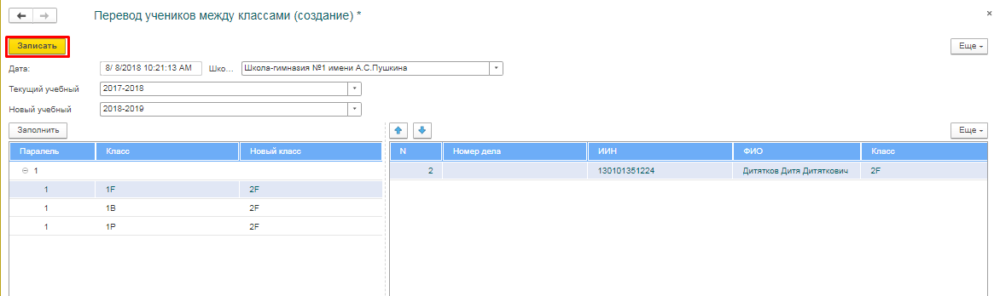 Перевод учеников между классами (создание) *
Записать
Еще
Дата: 8/ 8/2018 10:21:13 AM Шко... Школа-гимназия №1 имени А.С.Пушкина
Текущий учебный 2017-2018
Новый учебный 2018-2019
Заполнить Еще
Паралель Класс Новый класс N Номер дела ИИН ФИО Класс
1 2 130101351224 Дитятков Дитя Дитяткович 2F
1 1F 2F
1 1B 2F
1 1P 2F